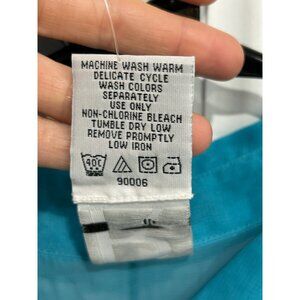 MACHINE WASH WARM
DELICATE CYCLE
WASH COLORS
SEPARATELY
USE ONLY
NON-CHLORINE BLEACH
TUMBLE DRY LOW
REMOVE PROMPTLY
LOW IRON
40C
90006